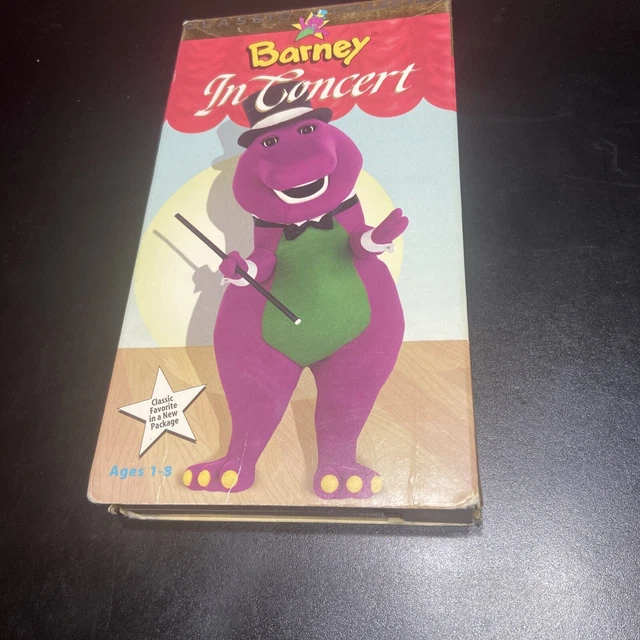 Barney
In Concert
Classic
Favorite
in a New
Package
Ages 1-8